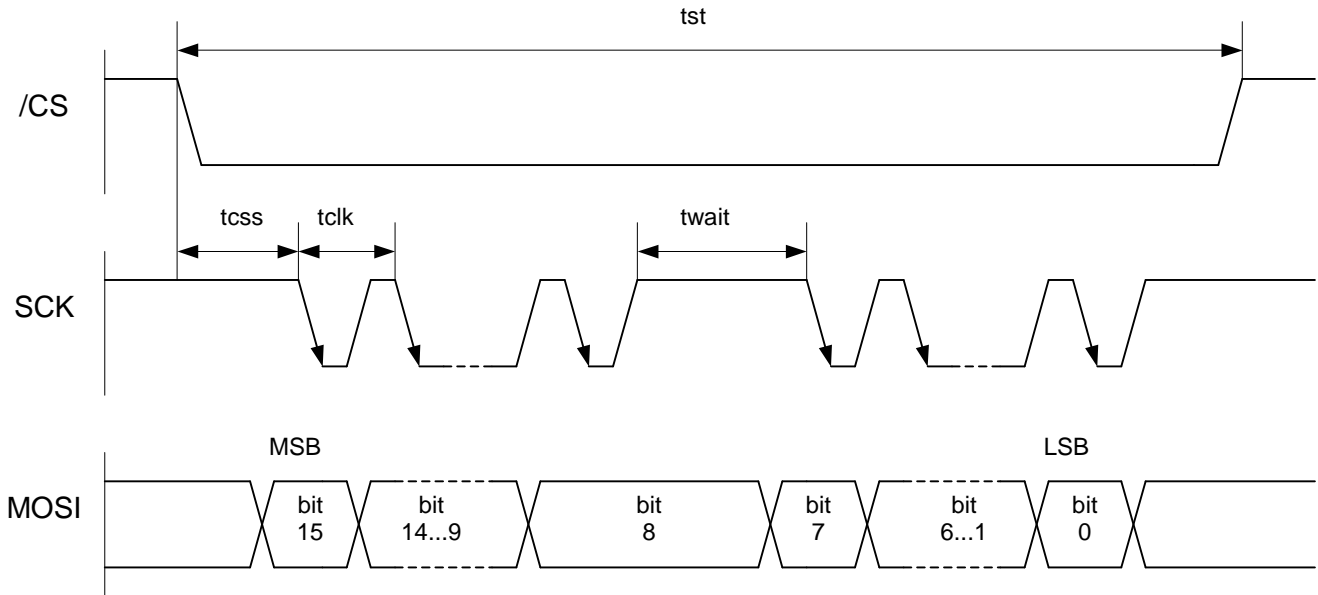 tst
/CS
tcss
tclk
twait
SCK
MSB
LSB
MOSI
bit
15
bit
14...9
bit
8
bit
7
bit
6...1
bit
0